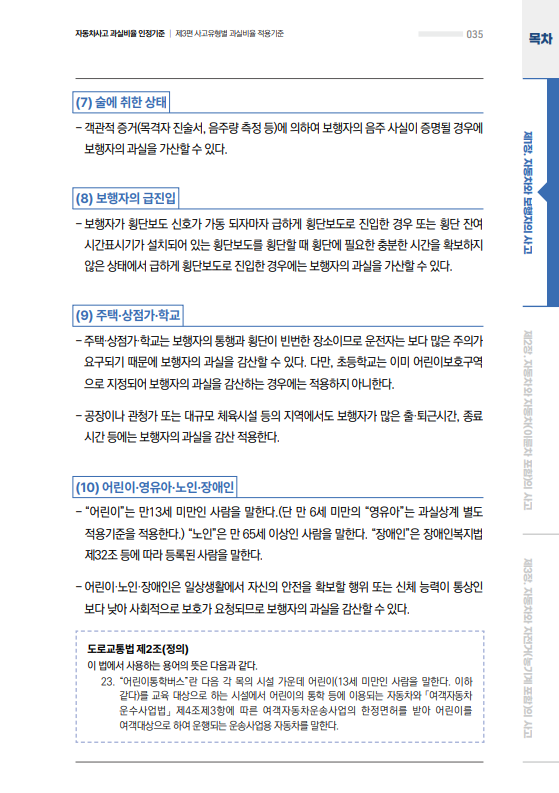 자동차사고 과실비율 인정기준 | 제3편 사고유형별 과실비율 적용기준
035
목차
(7) 술에 취한 상태
– 객관적 증거(목격자 진술서, 음주량 측정 등)에 의하여 보행자의 음주 사실이 증명될 경우에
보행자의 과실을 가산할 수 있다.
(8) 보행자의 급진입
– 보행자가 횡단보도 신호가 가동 되자마자 급하게 횡단보도로 진입한 경우 또는 횡단 잔여
시간표시기가 설치되어 있는 횡단보도를 횡단할 때 횡단에 필요한 충분한 시간을 확보하지
않은 상태에서 급하게 횡단보도로 진입한 경우에는 보행자의 과실을 가산할 수 있다.
(9) 주택·상점가·학교
– 주택·상점가·학교는 보행자의 통행과 횡단이 빈번한 장소이므로 운전자는 보다 많은 주의가
요구되기 때문에 보행자의 과실을 감산할 수 있다. 다만, 초등학교는 이미 어린이보호구역
으로 지정되어 보행자의 과실을 감산하는 경우에는 적용하지 아니한다.
– 공장이나 관청가 또는 대규모 체육시설 등의 지역에서도 보행자가 많은 출·퇴근시간, 종료
시간 등에는 보행자의 과실을 감산 적용한다.
(10) 어린이·영유아·노인·장애인
– “어린이”는 만13세 미만인 사람을 말한다.(단 만 6세 미만의 “영유아”는 과실상계 별도
적용기준을 적용한다.) “노인”은 만 65세 이상인 사람을 말한다. “장애인”은 장애인복지법
제32조 등에 따라 등록된 사람을 말한다.
– 어린이·노인·장애인은 일상생활에서 자신의 안전을 확보할 행위 또는 신체 능력이 통상인
보다 낮아 사회적으로 보호가 요청되므로 보행자의 과실을 감산할 수 있다.
도로교통법 제2조(정의)
이 법에서 사용하는 용어의 뜻은 다음과 같다.
23. “어린이통학버스”란 다음 각 목의 시설 가운데 어린이(13세 미만인 사람을 말한다. 이하
같다)를 교육 대상으로 하는 시설에서 어린이의 통학 등에 이용되는 자동차와 「여객자동차
운수사업법」 제4조제3항에 따른 여객자동차운송사업의 한정면허를 받아 어린이를
여객대상으로 하여 운행되는 운송사업용 자동차를 말한다.
제1장. 자동차와 보행자의 사고
제2장. 자동차와 자동차(이륜차 포함)의 사고
제3장. 자동차와 자전거(농기계 포함)의 사고